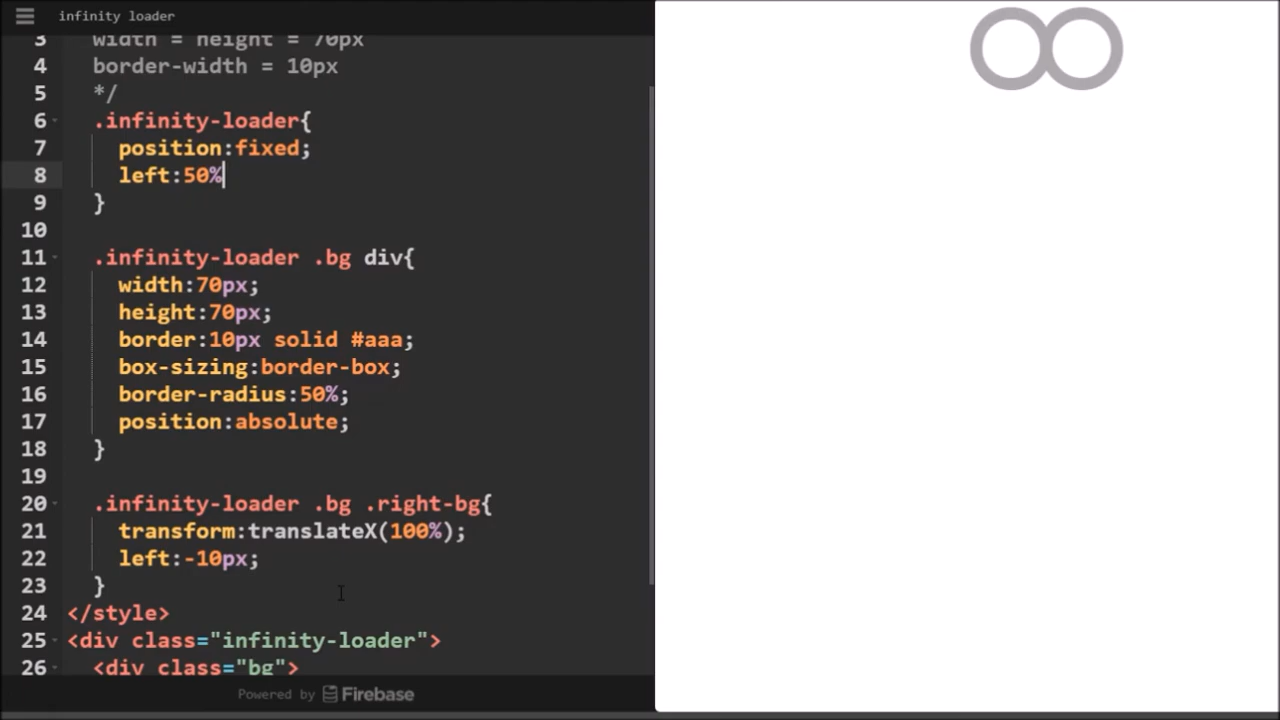 infinity loader
3 width = height = 70px
4 border-width = 10px
5 */
6 .infinity-loader{
7 position:fixed;
8 left:50%
9 }
10
11 .infinity-loader .bg div{
12 width:70px;
13 height:70px;
14 border:10px solid #aaa;
15 box-sizing:border-box;
16 border-radius:50%;
17 position:absolute;
18 }
19
20 .infinity-loader .bg .right-bg{
21 transform:translateX(100%);
22 left:-10px;
23 }
24 </style>
25 <div class="infinity-loader">
26 <div class="bg">
Powered by Firebase